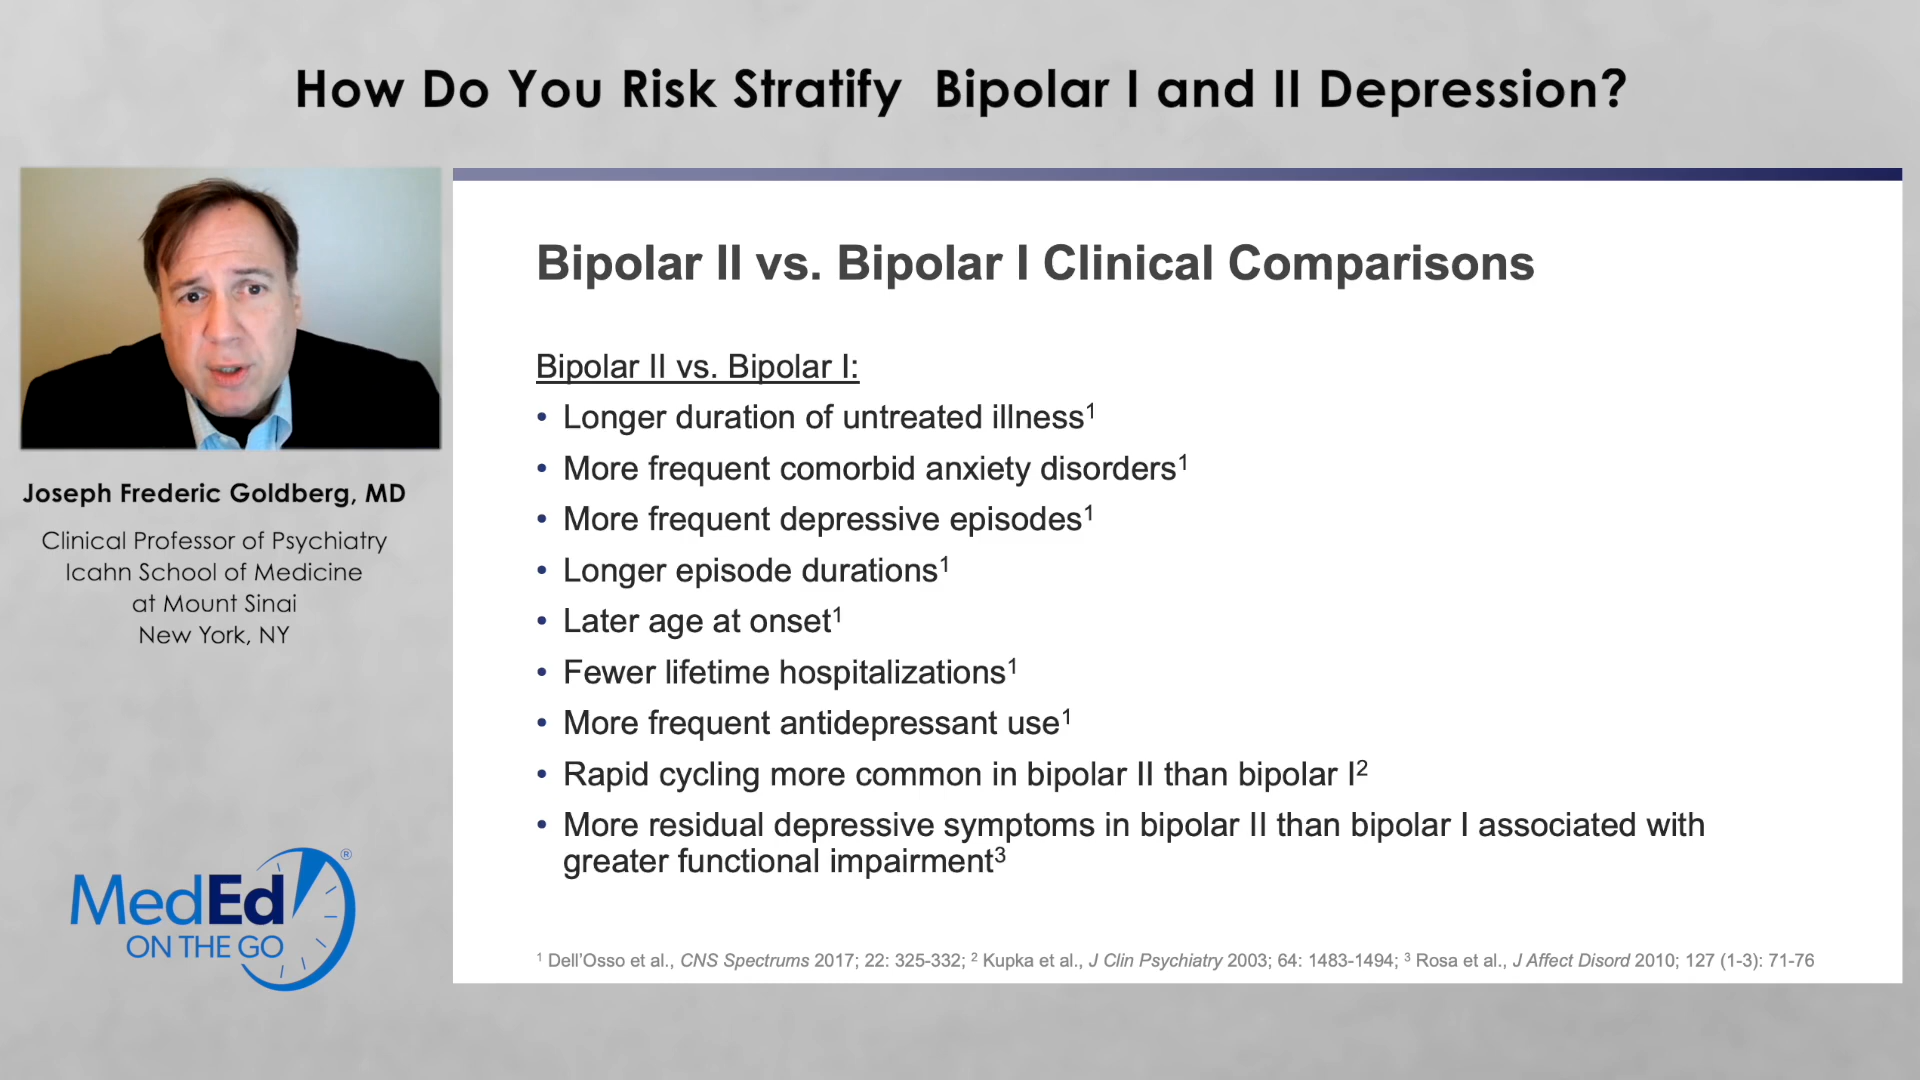 How Do You Risk Stratify Bipolar I and II Depression?
Joseph Frederic Goldberg, MD
Clinical Professor of Psychiatry
Icahn School of Medicine
at Mount Sinai
New York, NY
MedEd®
ON THE GO
Bipolar II vs. Bipolar I Clinical Comparisons
Bipolar II vs. Bipolar I:
• Longer duration of untreated illness¹
• More frequent comorbid anxiety disorders¹
• More frequent depressive episodes¹
• Longer episode durations¹
• Later age at onset¹
• Fewer lifetime hospitalizations¹
• More frequent antidepressant use¹
• Rapid cycling more common in bipolar II than bipolar I²
• More residual depressive symptoms in bipolar II than bipolar I associated with
greater functional impairment³
¹ Dell’Osso et al., CNS Spectrums 2017; 22: 325-332; ² Kupka et al., J Clin Psychiatry 2003; 64: 1483-1494; ³ Rosa et al., J Affect Disord 2010; 127 (1-3): 71-76